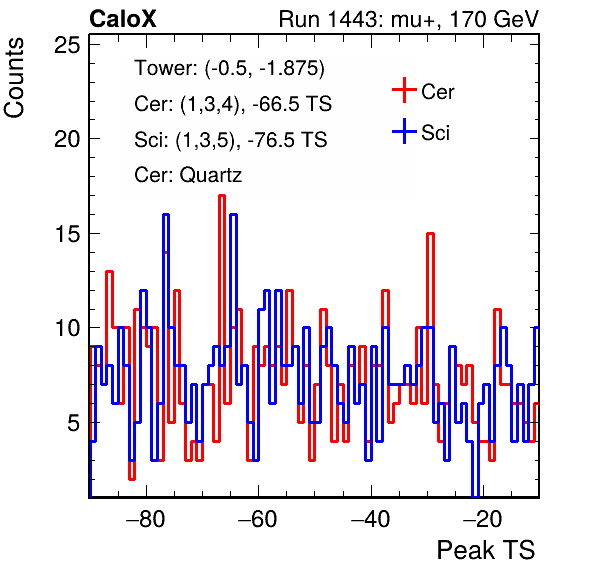 CaloX Run 1443: mu+, 170 GeV
Counts
25
20
15
10
5
Tower: (-0.5, -1.875)
Cer: (1,3,4), -66.5 TS
Sci: (1,3,5), -76.5 TS
Cer: Quartz
Cer
Sci
−80 −60 −40 −20
Peak TS